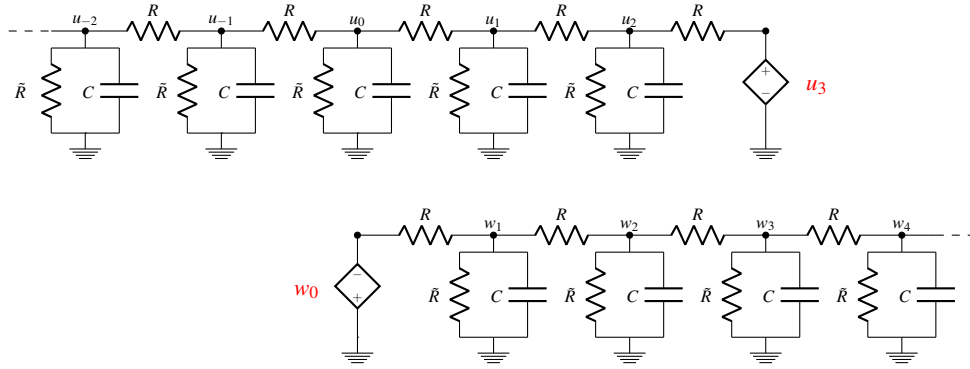 u₋₂ R u₋₁ R u₀ R u₁ R u₂ R
R̃ C R̃ C R̃ C R̃ C R̃ C + − u₃
R w₁ R w₂ R w₃ R w₄
w₀ − + R̃ C R̃ C R̃ C R̃ C